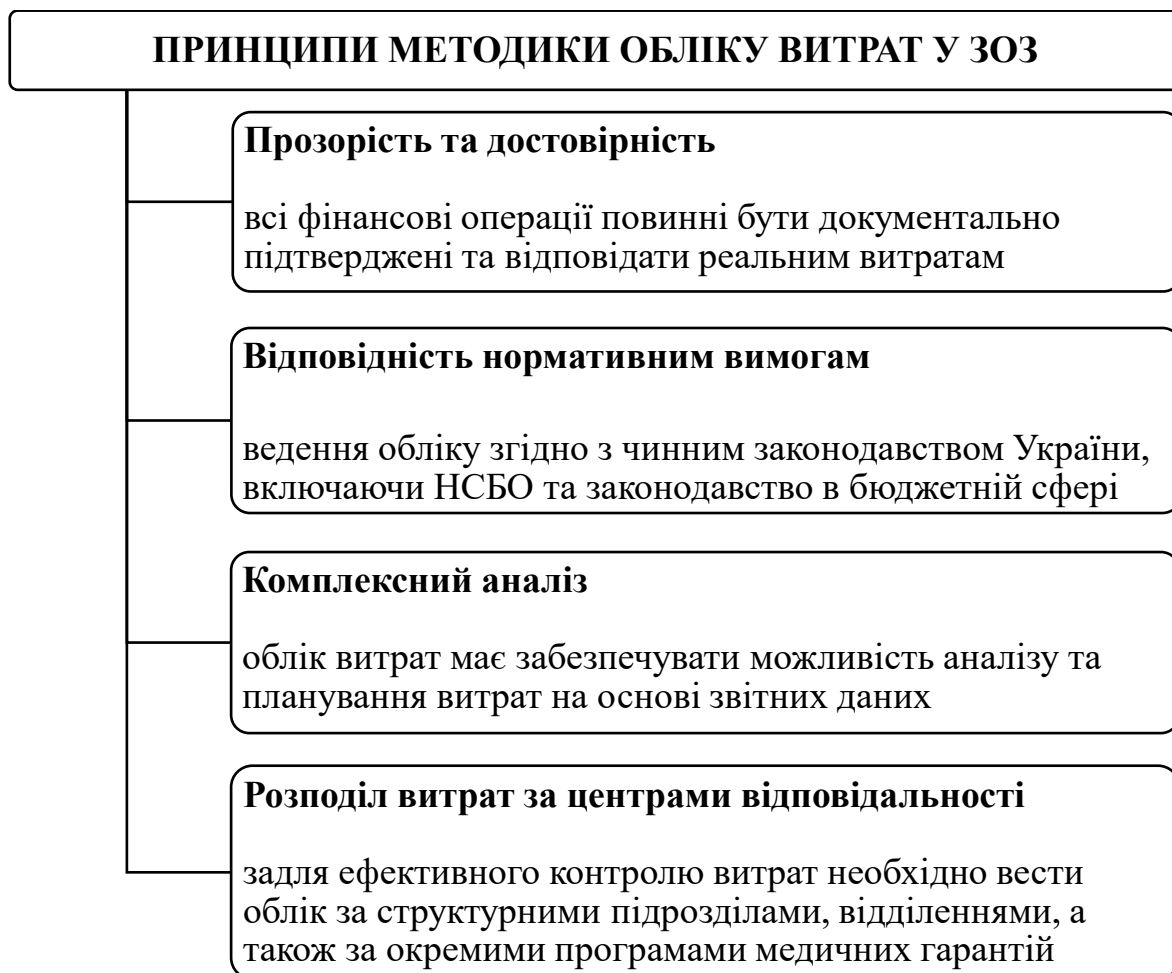 ПРИНЦИПИ МЕТОДИКИ ОБЛІКУ ВИТРАТ У ЗОЗ
Прозорість та достовірність
всі фінансові операції повинні бути документально
підтверджені та відповідати реальним витратам
Відповідність нормативним вимогам
ведення обліку згідно з чинним законодавством України,
включаючи НСБО та законодавство в бюджетній сфері
Комплексний аналіз
облік витрат має забезпечувати можливість аналізу та
планування витрат на основі звітних даних
Розподіл витрат за центрами відповідальності
задля ефективного контролю витрат необхідно вести
облік за структурними підрозділами, відділеннями, а
також за окремими програмами медичних гарантій